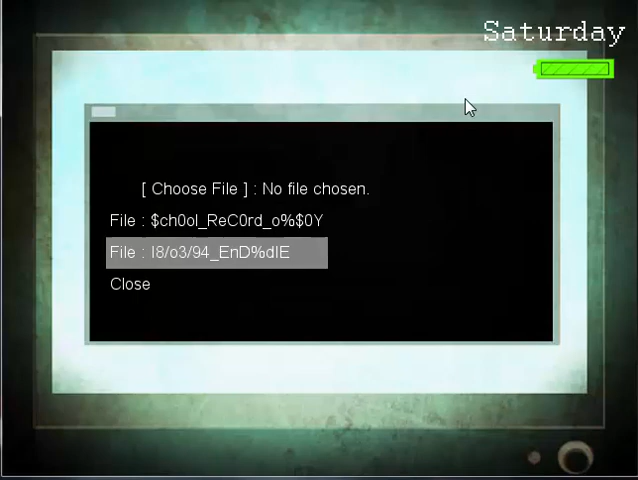 Saturday
[ Choose File ] : No file chosen.
File : $ch0ol_ReC0rd_o%$0Y
File : I8/o3/94_EnD%dIE
Close